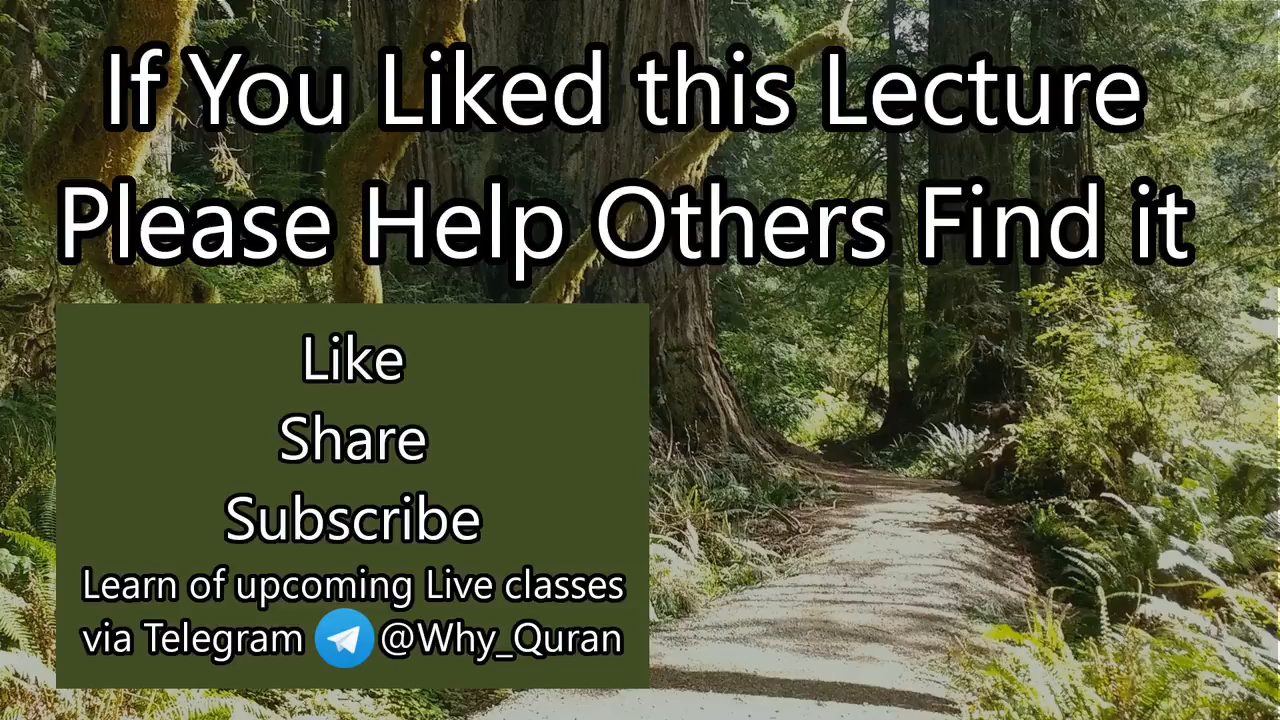 If You Liked this Lecture
Please Help Others Find it
Like
Share
Subscribe
Learn of upcoming Live classes
via Telegram @Why_Quran